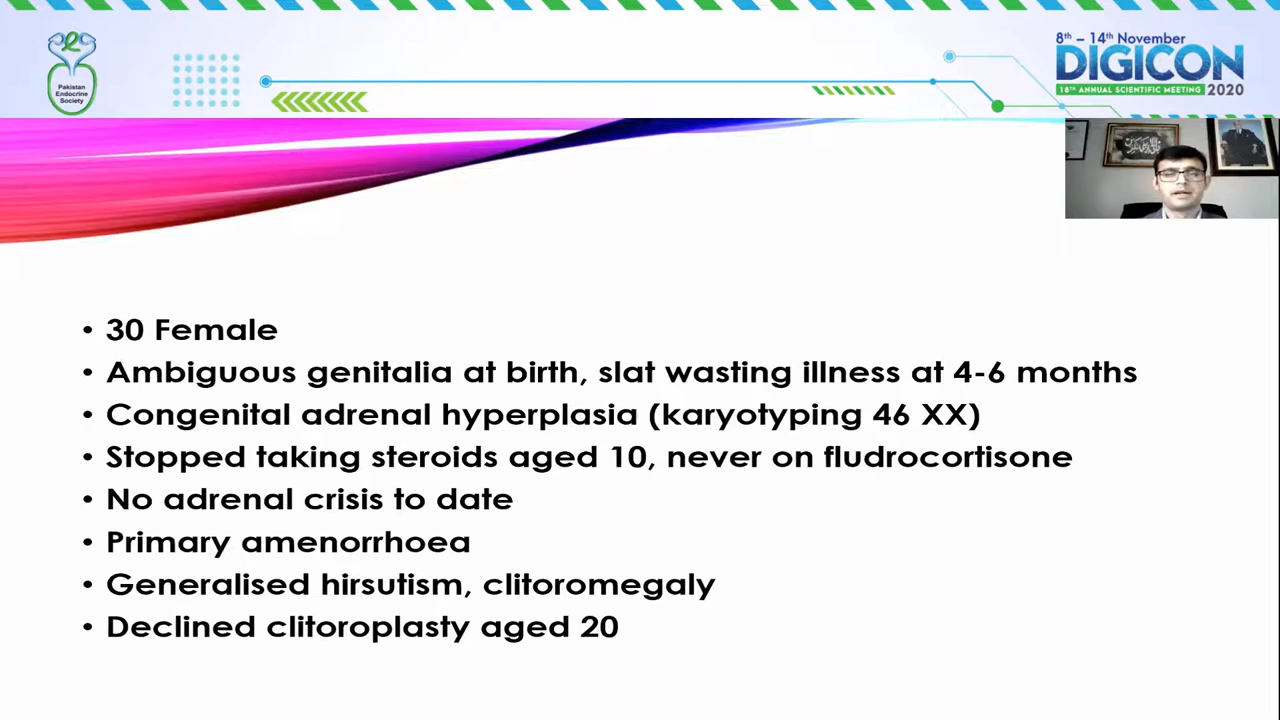 Pakistan
Endocrine
Society
8th – 14th November
DIGICON
18TH ANNUAL SCIENTIFIC MEETING 2020
• 30 Female
• Ambiguous genitalia at birth, slat wasting illness at 4-6 months
• Congenital adrenal hyperplasia (karyotyping 46 XX)
• Stopped taking steroids aged 10, never on fludrocortisone
• No adrenal crisis to date
• Primary amenorrhoea
• Generalised hirsutism, clitoromegaly
• Declined clitoroplasty aged 20